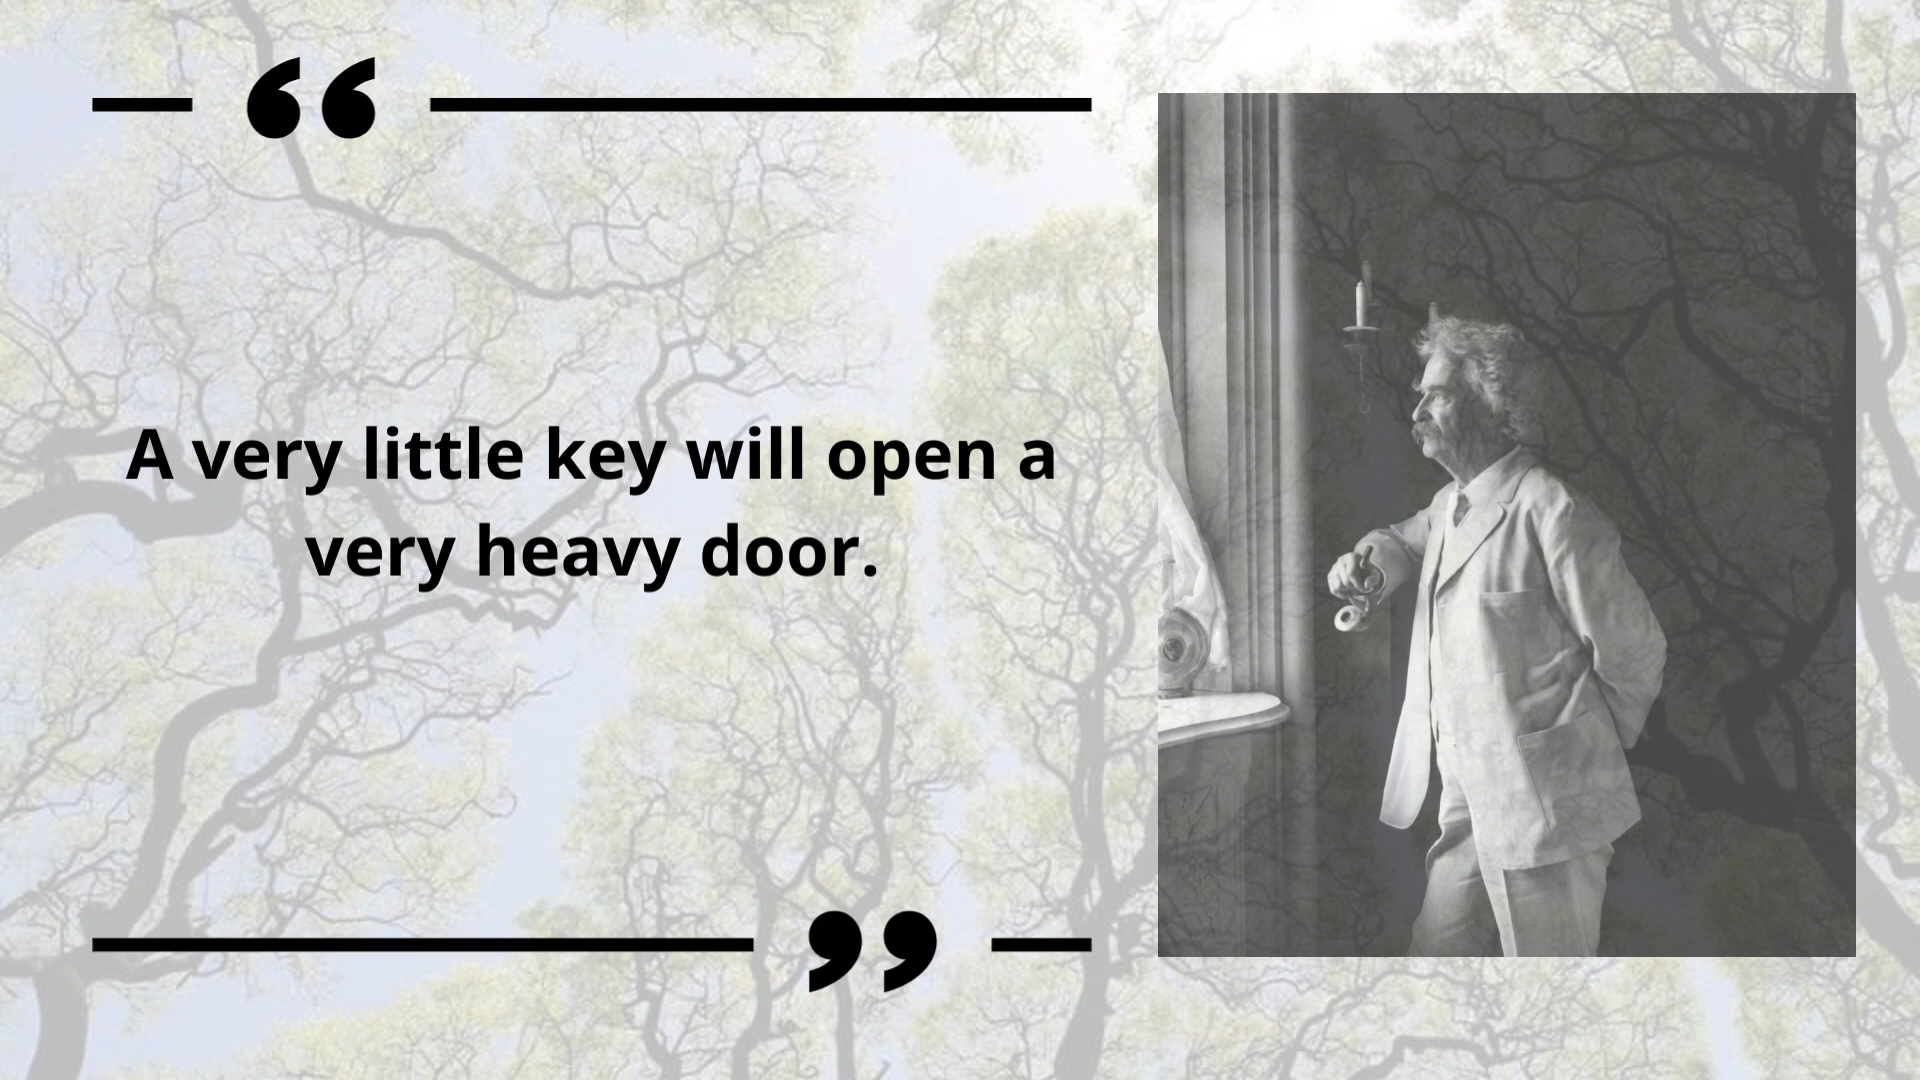 “
A very little key will open a
very heavy door.
”